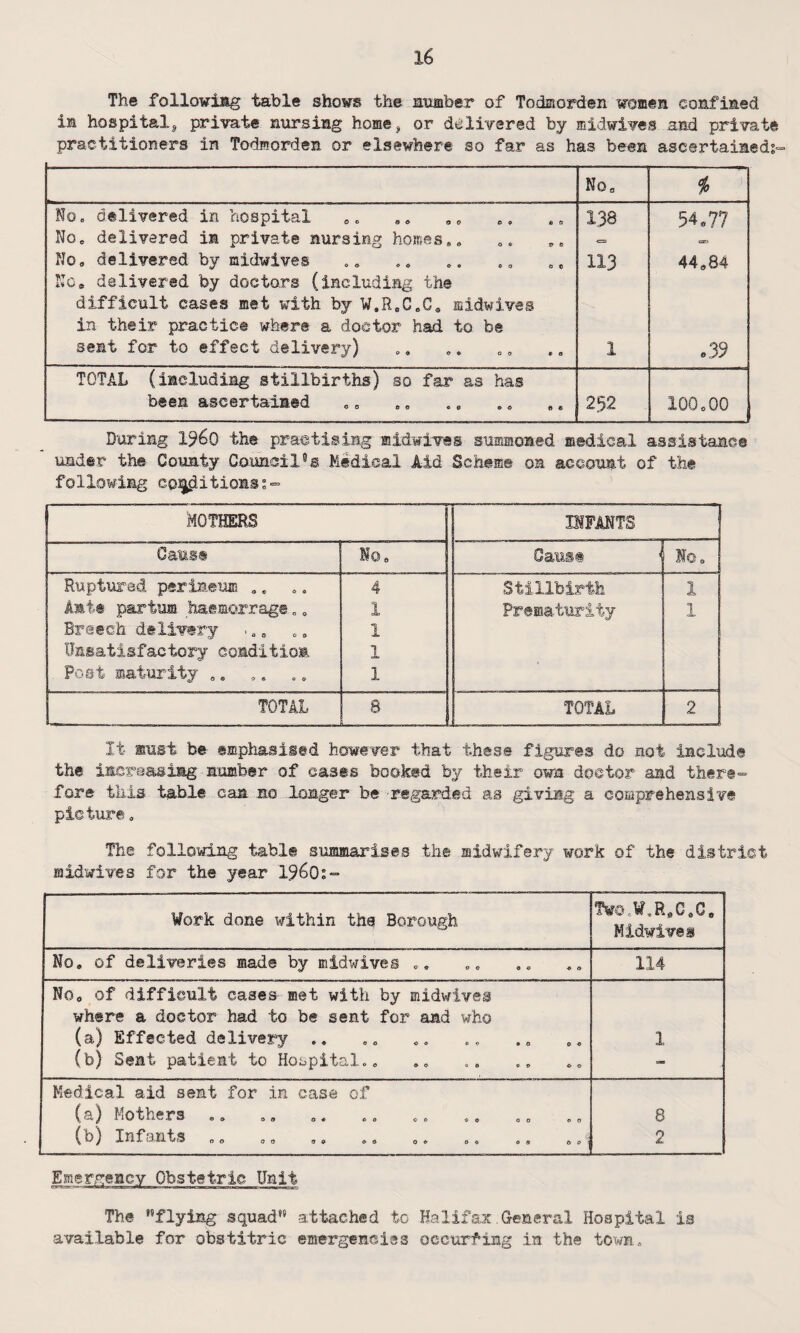 16
The following table shows the number of Todmorden women confined
in hospital, private nursing home, or delivered by midwives and private
practitioners in Todmorden or elsewhere so far as has been ascertained:-
No. %
No. delivered in hospital .. .. .. .. .. 138 54.77
No. delivered in private nursing homes.. .. .. - -
No. delivered by midwives .. .. .. .. .. 113 44.84
No. delivered by doctors (including the
difficult cases met with by W.R.C.C. midwives
in their practice where a doctor had to be
sent for to effect delivery) .. .. .. .. 1 .39
TOTAL (including stillbirths) so far as has
been ascertained .. .. .. .. .. 252 100.00
During 1960 the practising midwives summoned medical assistance
under the County Council's Medical Aid Scheme on account of the
following conditions:-
MOTHERS INFANTS
Cause No. Cause No.
Ruptured perineum .. .. 4 Stillbirth 1
Ante partum haemorrage.. 1 Prematurity 1
Breech delivery .. .. 1
Unsatisfactory condition 1
Post maturity .. .. .. 1
TOTAL 8 TOTAL 2
It must be emphasised however that these figures do not include
the increasing number of cases booked by their own doctor and there-
fore this table can no longer be regarded as giving a comprehensive
picture.
The following table summarises the midwifery work of the district
midwives for the year 1960:-
Work done within the Borough Two.W.R.C.C.
Midwives
No. of deliveries made by midwives .. .. .. .. 114
No. of difficult cases met with by midwives
where a doctor had to be sent for and who
(a) Effected delivery .. .. .. .. .. .. 1
(b) Sent patient to Hospital.. .. .. .. .. -
Medical aid sent for in case of
(a) Mothers .. .. .. .. .. .. .. .. 8
(b) Infants .. .. .. .. .. .. .. .. 2
Emergency Obstetric Unit
The "flying squad" attached to Halifax.General Hospital is
available for obstitric emergencies occurring in the town.